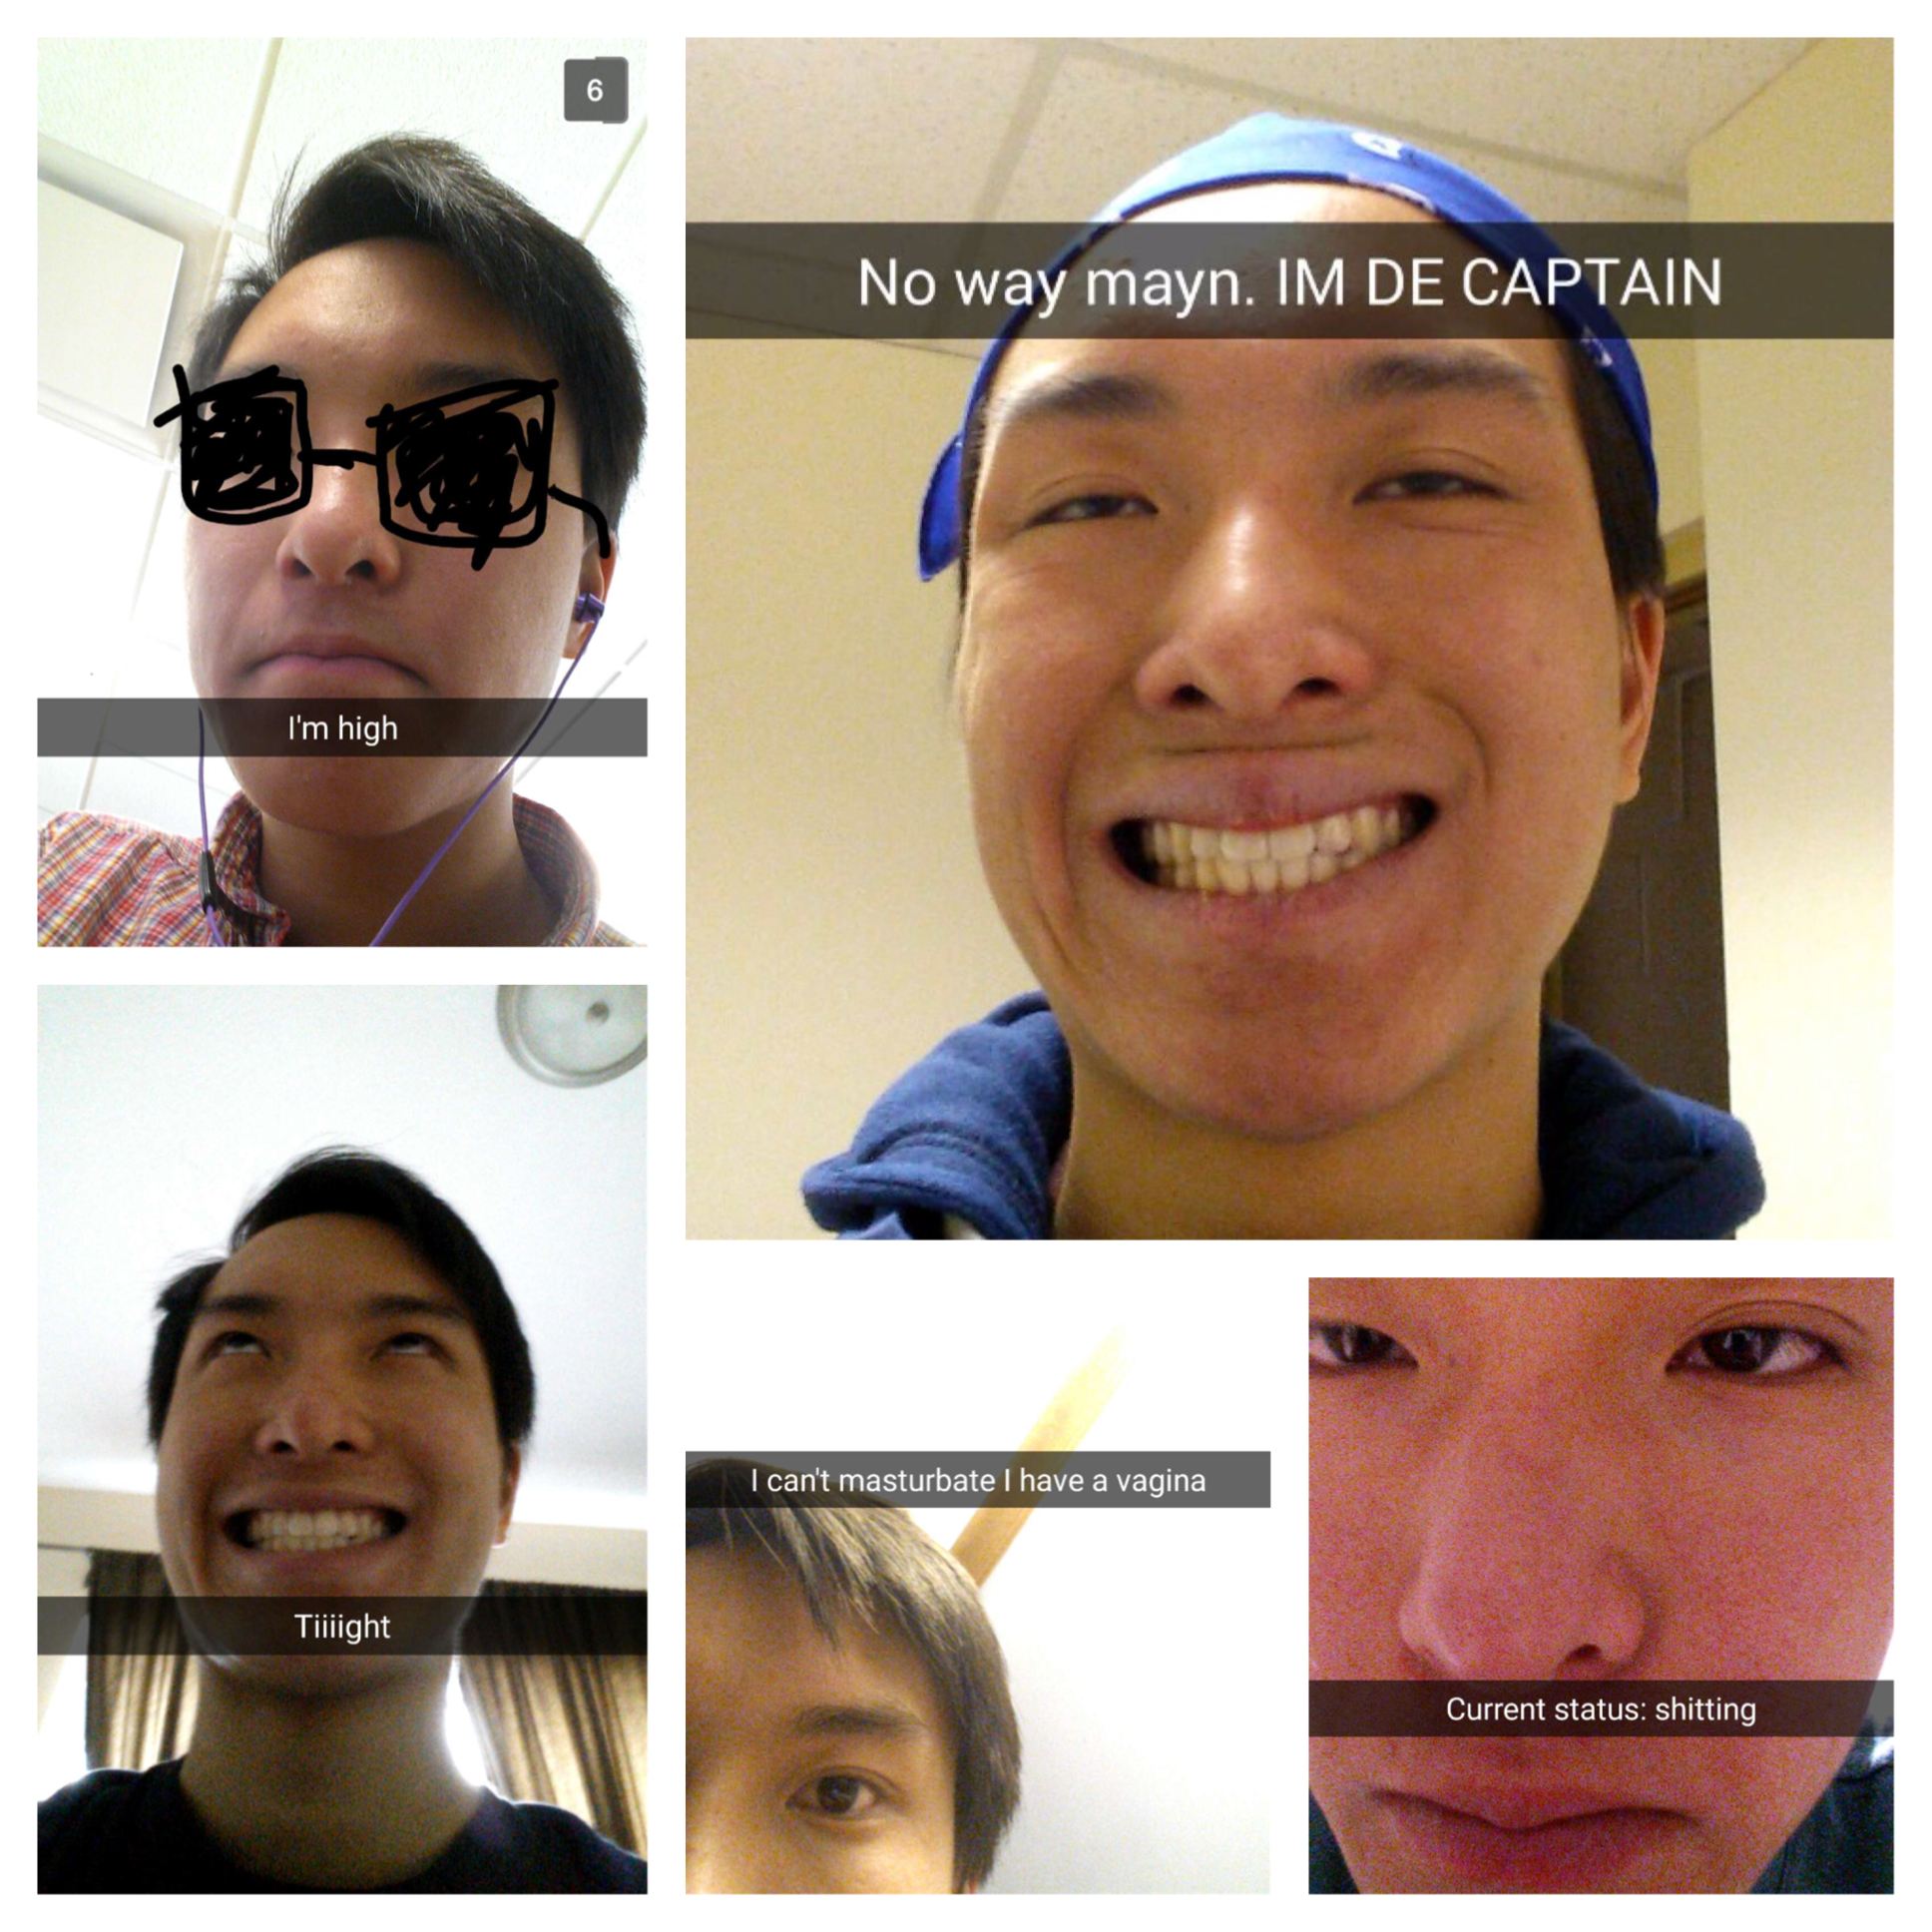 6
I'm high
No way mayn. IM DE CAPTAIN
Tiiiight
I can't masturbate I have a vagina
Current status: shitting